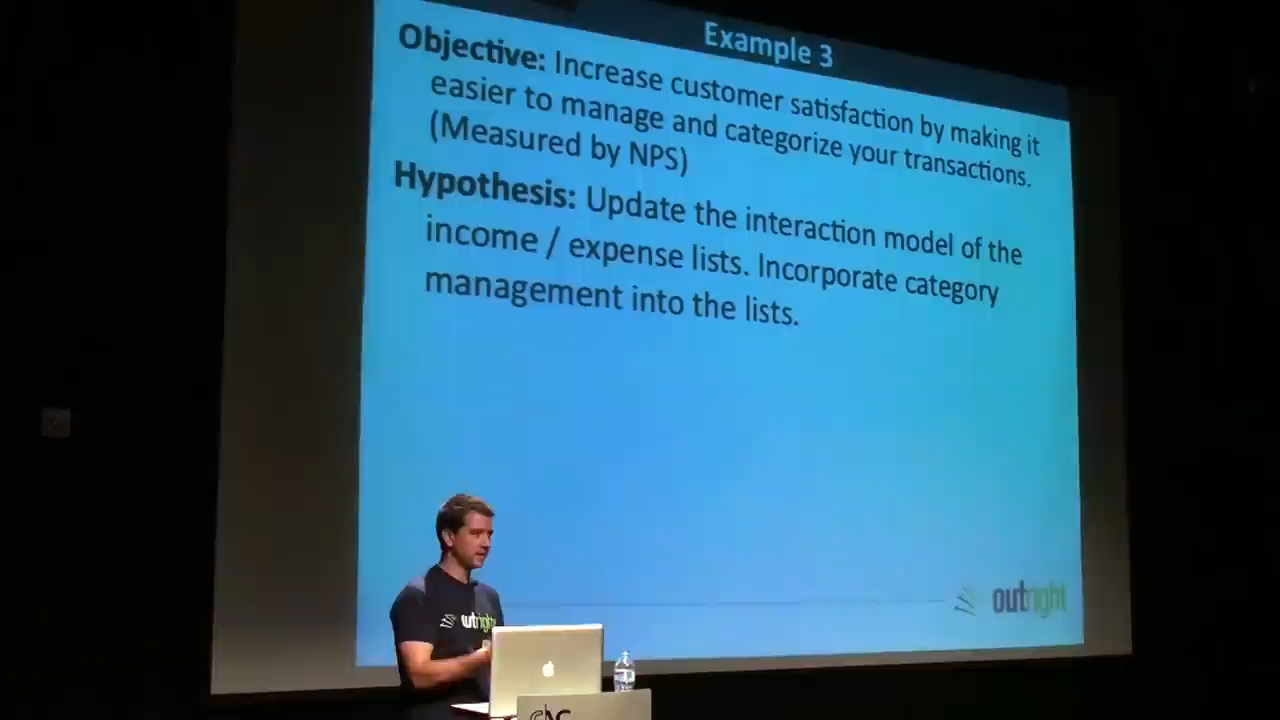 Example 3
Objective: Increase customer satisfaction by making it
easier to manage and categorize your transactions.
(Measured by NPS)
Hypothesis: Update the interaction model of the
income / expense lists. Incorporate category
management into the lists.
outright
outright